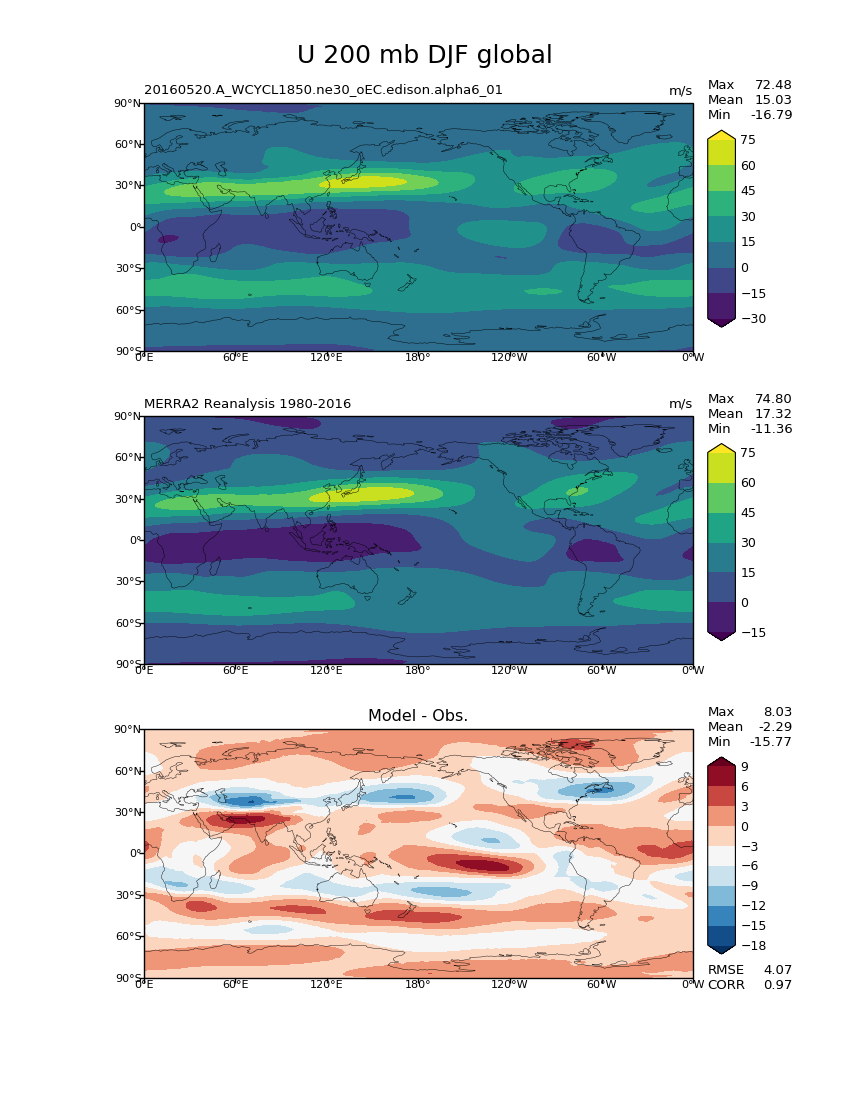 U 200 mb DJF global
20160520.A_WCYCL1850.ne30_oEC.edison.alpha6_01
m/s
Max 72.48
Mean 15.03
Min -16.79
90°N
60°N
30°N
0°
30°S
60°S
90°S
0°E 60°E 120°E 180° 120°W 60°W 0°W
75
60
45
30
15
0
−15
−30
MERRA2 Reanalysis 1980-2016
m/s
Max 74.80
Mean 17.32
Min -11.36
90°N
60°N
30°N
0°
30°S
60°S
90°S
0°E 60°E 120°E 180° 120°W 60°W 0°W
75
60
45
30
15
0
−15
Model - Obs.
Max 8.03
Mean -2.29
Min -15.77
90°N
60°N
30°N
0°
30°S
60°S
90°S
0°E 60°E 120°E 180° 120°W 60°W 0°W
9
6
3
0
−3
−6
−9
−12
−15
−18
RMSE 4.07
CORR 0.97